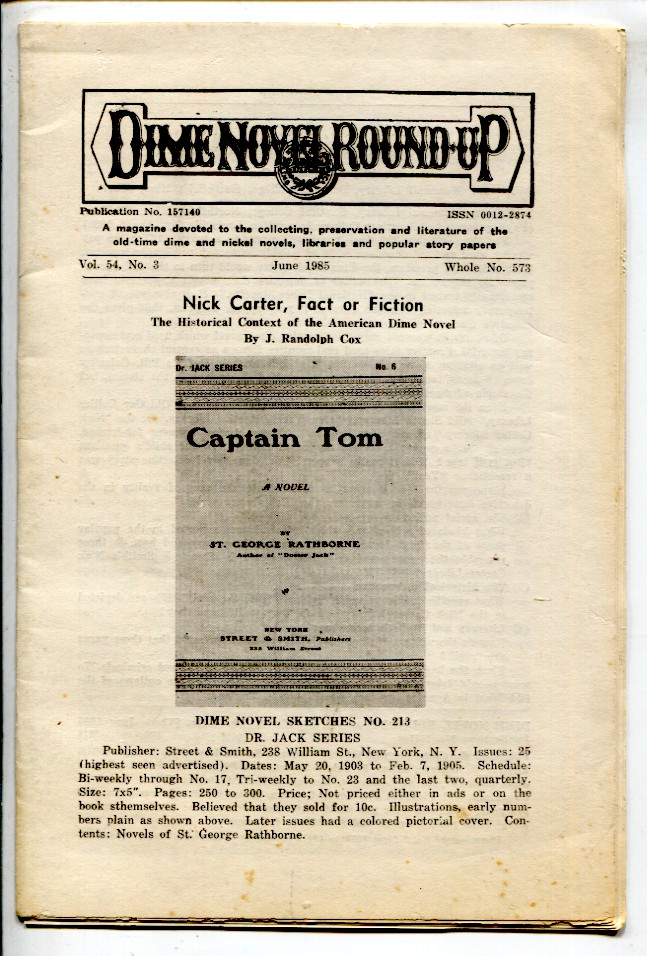 DIME NOVEL ROUND-UP
Publication No. 157140 ISSN 0012-2874
A magazine devoted to the collecting, preservation and literature of the
old-time dime and nickel novels, libraries and popular story papers
Vol. 54, No. 3 June 1985 Whole No. 573
Nick Carter, Fact or Fiction
The Historical Context of the American Dime Novel
By J. Randolph Cox
Dr. JACK SERIES No. 6
Captain Tom
A NOVEL
BY
ST. GEORGE RATHBORNE
Author of "Doctor Jack"
NEW YORK
STREET & SMITH, Publishers
238 William Street
DIME NOVEL SKETCHES NO. 213
DR. JACK SERIES
Publisher: Street & Smith, 238 William St., New York, N. Y. Issues: 25
(highest seen advertised). Dates: May 20, 1903 to Feb. 7, 1905. Schedule:
Bi-weekly through No. 17, Tri-weekly to No. 23 and the last two, quarterly.
Size: 7x5". Pages: 250 to 300. Price; Not priced either in ads or on the
book sthemselves. Believed that they sold for 10c. Illustrations, early num-
bers plain as shown above. Later issues had a colored pictorial cover. Con-
tents: Novels of St. George Rathborne.